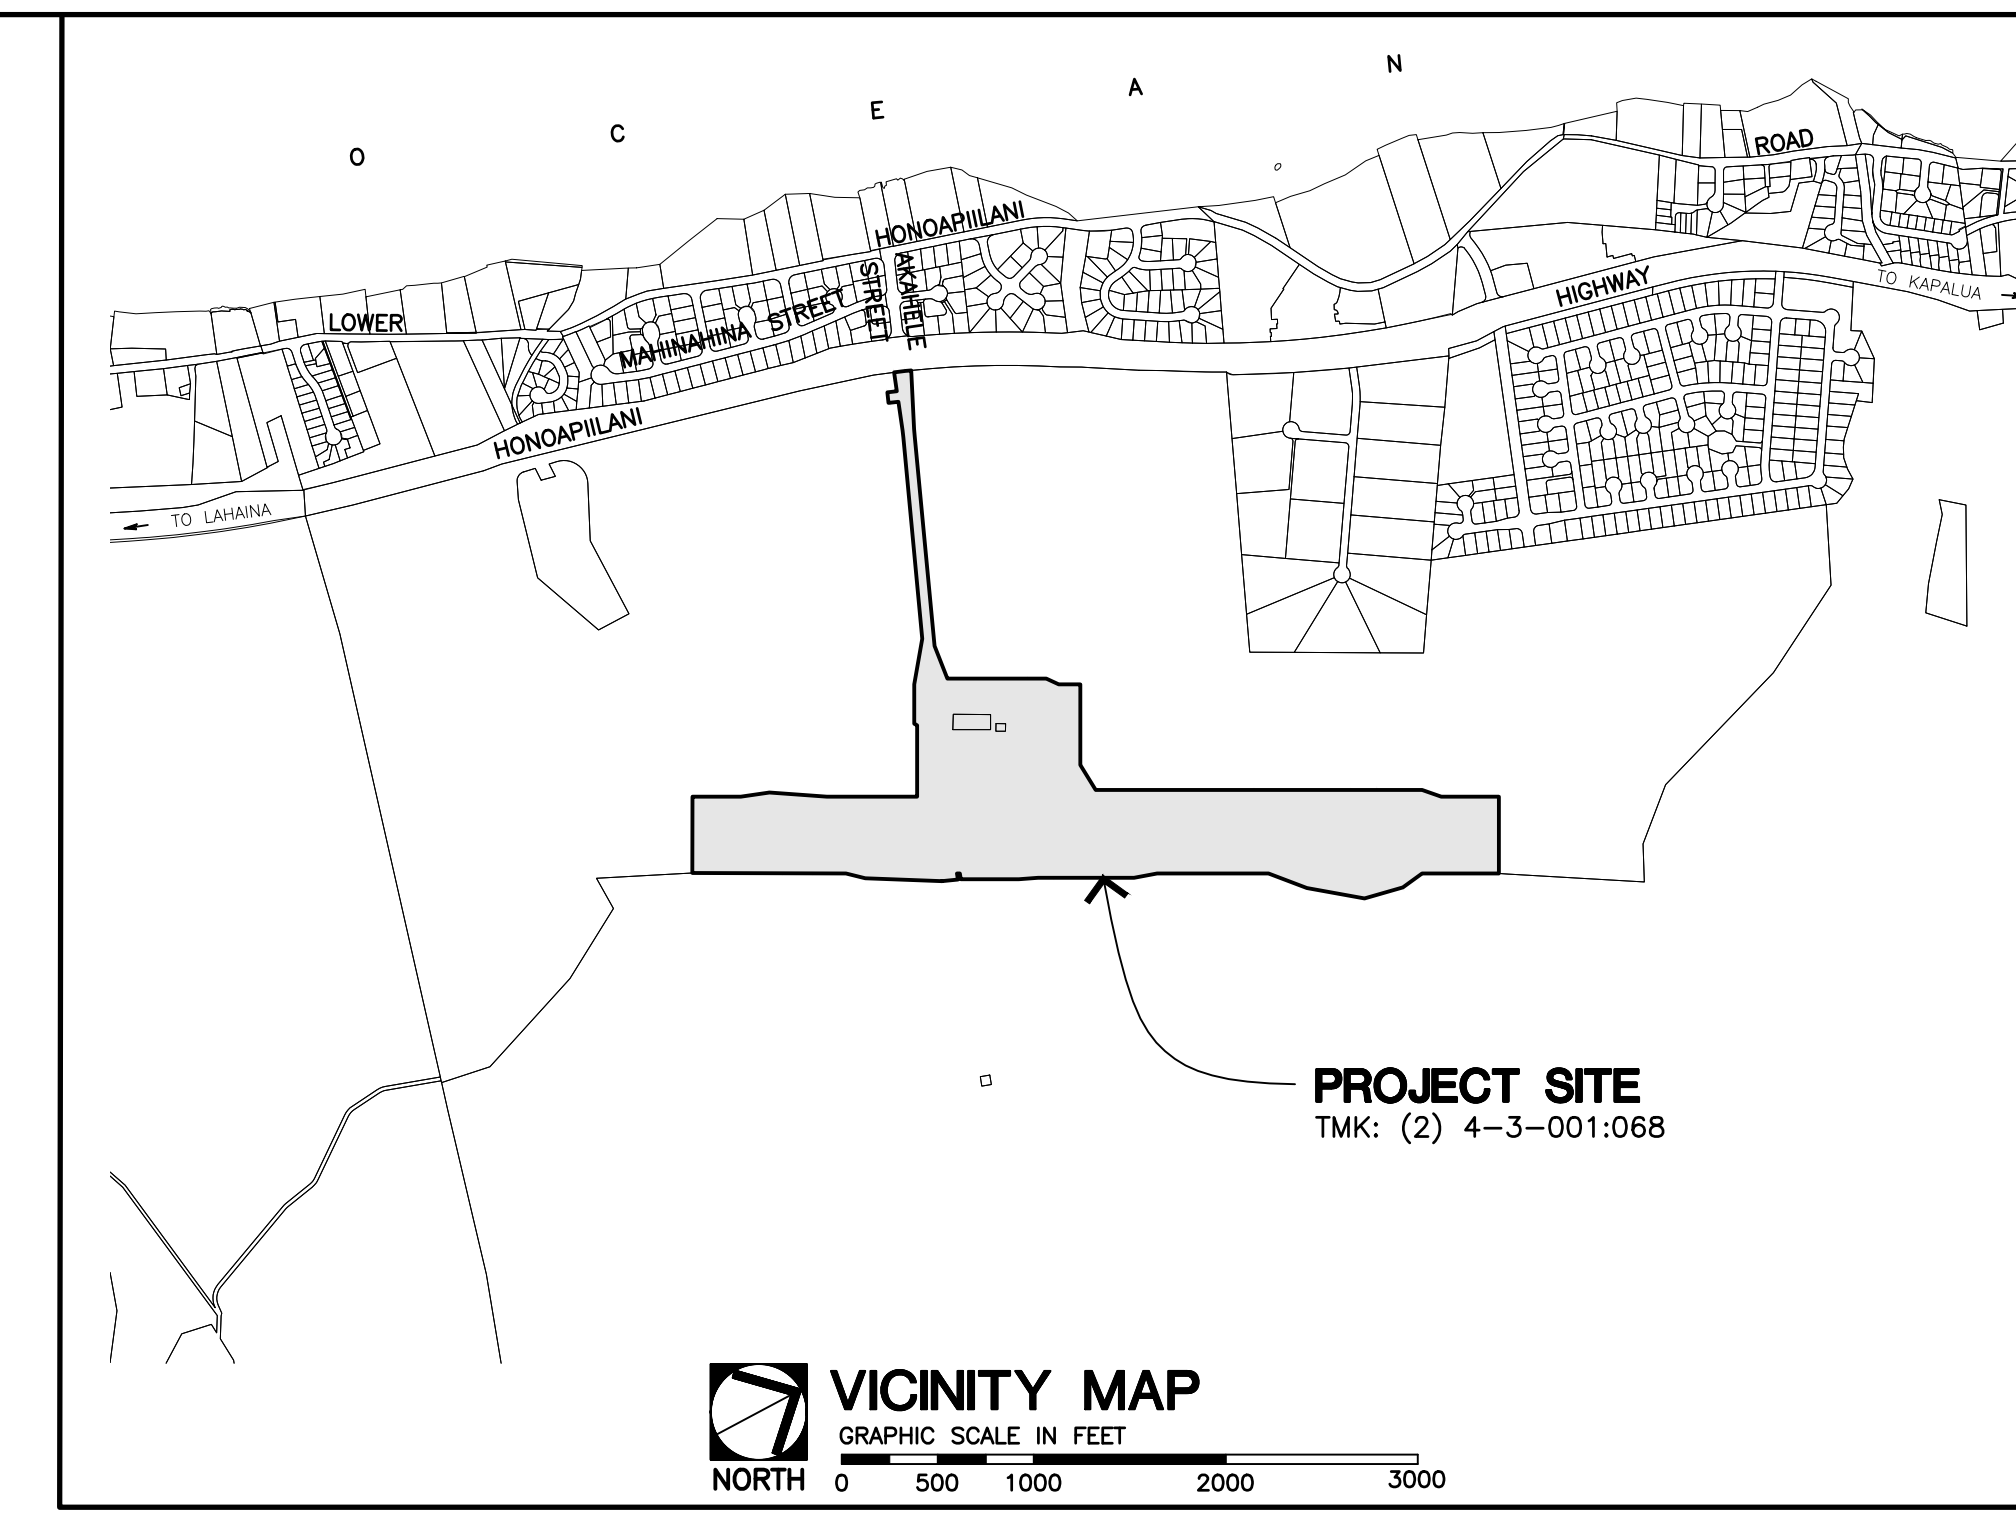 O C E A N
ROAD
HONOAPIILANI
LOWER
MAHINAHINA STREET
STREET
AKAHELE
HIGHWAY
TO KAPALUA
HONOAPIILANI
TO LAHAINA
PROJECT SITE
TMK: (2) 4-3-001:068
VICINITY MAP
GRAPHIC SCALE IN FEET
NORTH
0 500 1000 2000 3000